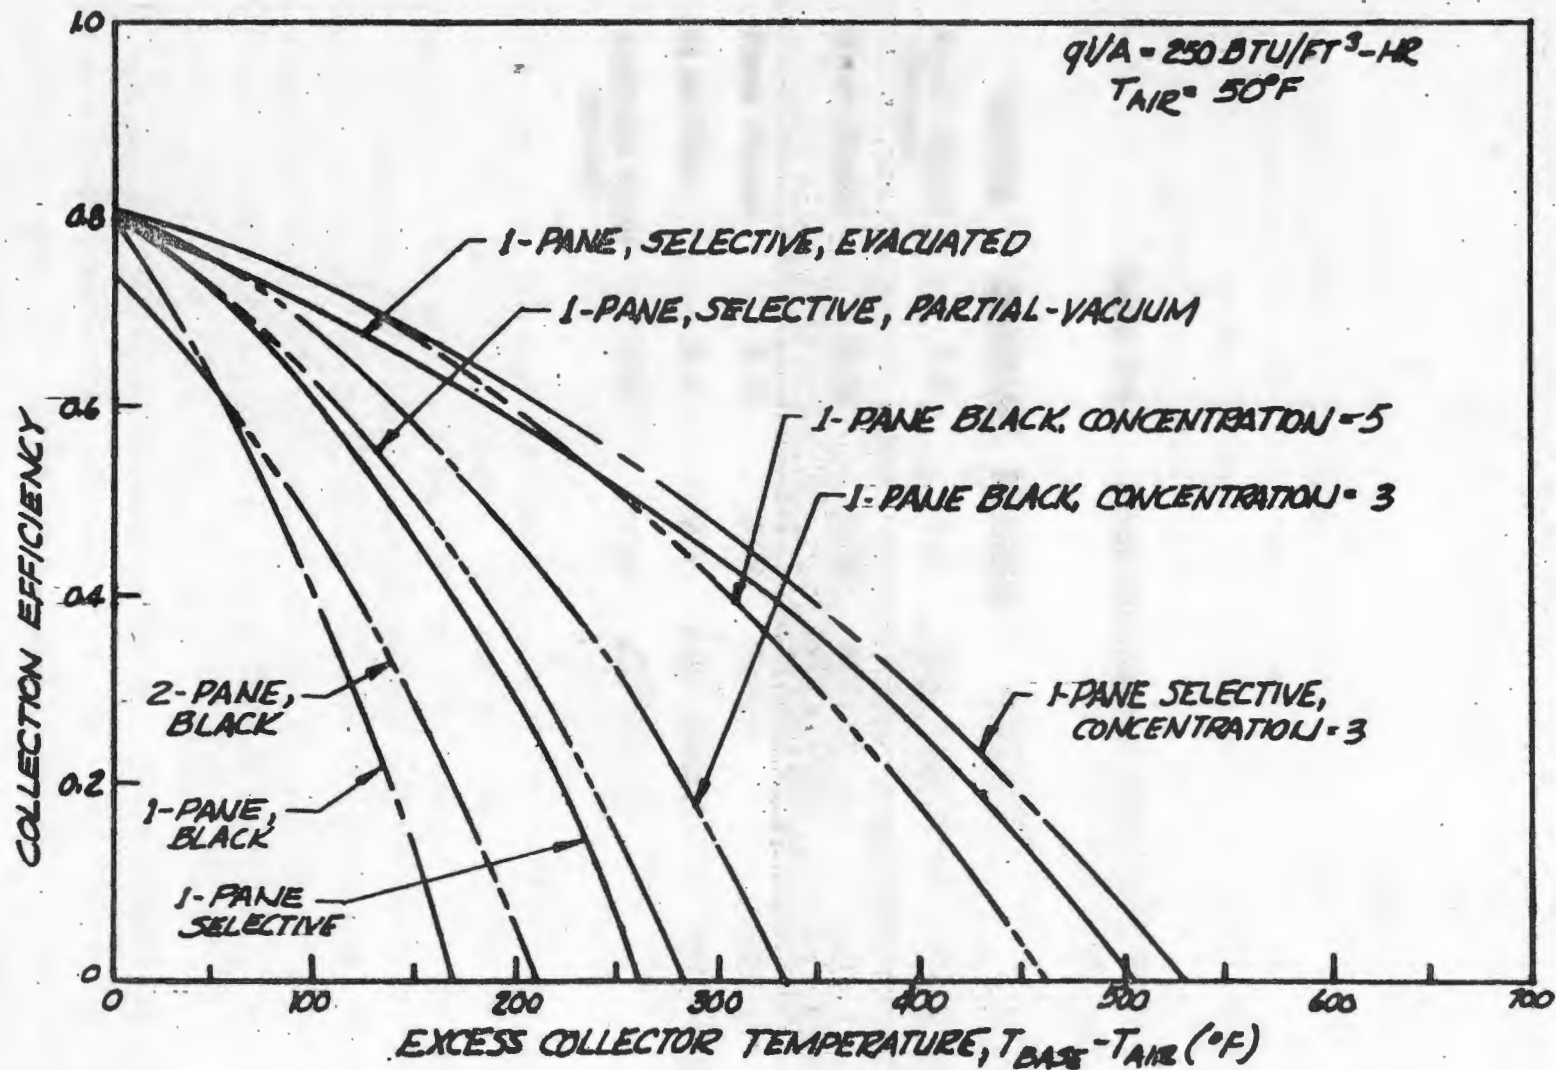 1.0
qi/A = 250 BTU/FT³-HR
TAIR = 50°F
0.8
1-PANE, SELECTIVE, EVACUATED
1-PANE, SELECTIVE, PARTIAL-VACUUM
0.6
1-PANE BLACK, CONCENTRATION = 5
1-PANE BLACK, CONCENTRATION = 3
0.4
COLLECTION EFFICIENCY
2-PANE,
BLACK
1-PANE SELECTIVE,
CONCENTRATION = 3
0.2
1-PANE,
BLACK
1-PANE
SELECTIVE
0
0 100 200 300 400 500 600 700
EXCESS COLLECTOR TEMPERATURE, TBASE - TAIR (°F)